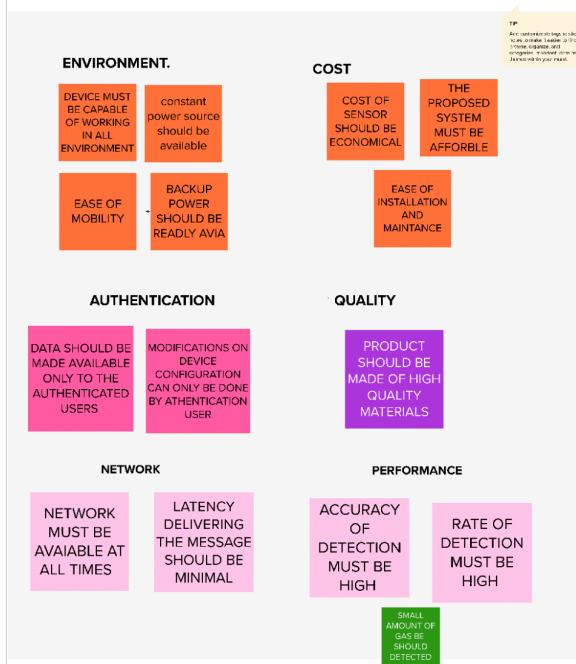 TIP
ENVIRONMENT.
COST
DEVICE MUST
BE CAPABLE
OF WORKING
IN ALL
ENVIRONMENT
constant
power source
should be
available
COST OF
SENSOR
SHOULD BE
ECONOMICAL
THE
PROPOSED
SYSTEM
MUST BE
AFFORBLE
EASE OF
MOBILITY
BACKUP
POWER
SHOULD BE
READLY AVIA
EASE OF
INSTALLATION
AND
MAINTANCE
AUTHENTICATION
QUALITY
DATA SHOULD BE
MADE AVAILABLE
ONLY TO THE
AUTHENTICATED
USERS
MODIFICATIONS ON
DEVICE
CONFIGURATION
CAN ONLY BE DONE
BY ATHENTICATION
USER
PRODUCT
SHOULD BE
MADE OF HIGH
QUALITY
MATERIALS
NETWORK
PERFORMANCE
NETWORK
MUST BE
AVAIABLE AT
ALL TIMES
LATENCY
DELIVERING
THE MESSAGE
SHOULD BE
MINIMAL
ACCURACY
OF
DETECTION
MUST BE
HIGH
RATE OF
DETECTION
MUST BE
HIGH
SMALL
AMOUNT OF
GAS BE
SHOULD
DETECTED